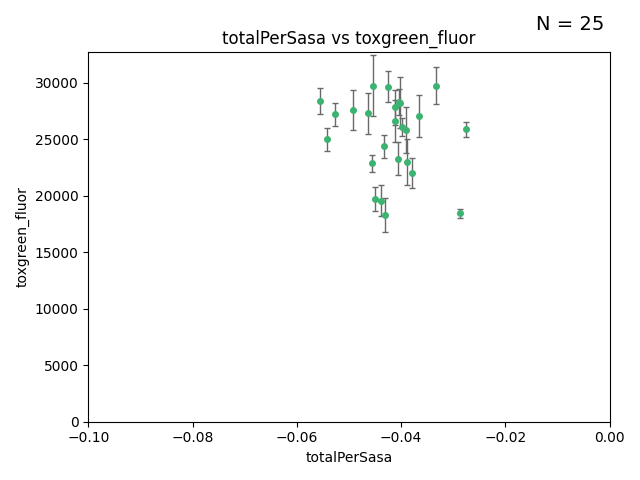 N = 25
totalPerSasa vs toxgreen_fluor
30000
25000
20000
15000
10000
5000
0
toxgreen_fluor
−0.10 −0.08 −0.06 −0.04 −0.02 0.00
totalPerSasa